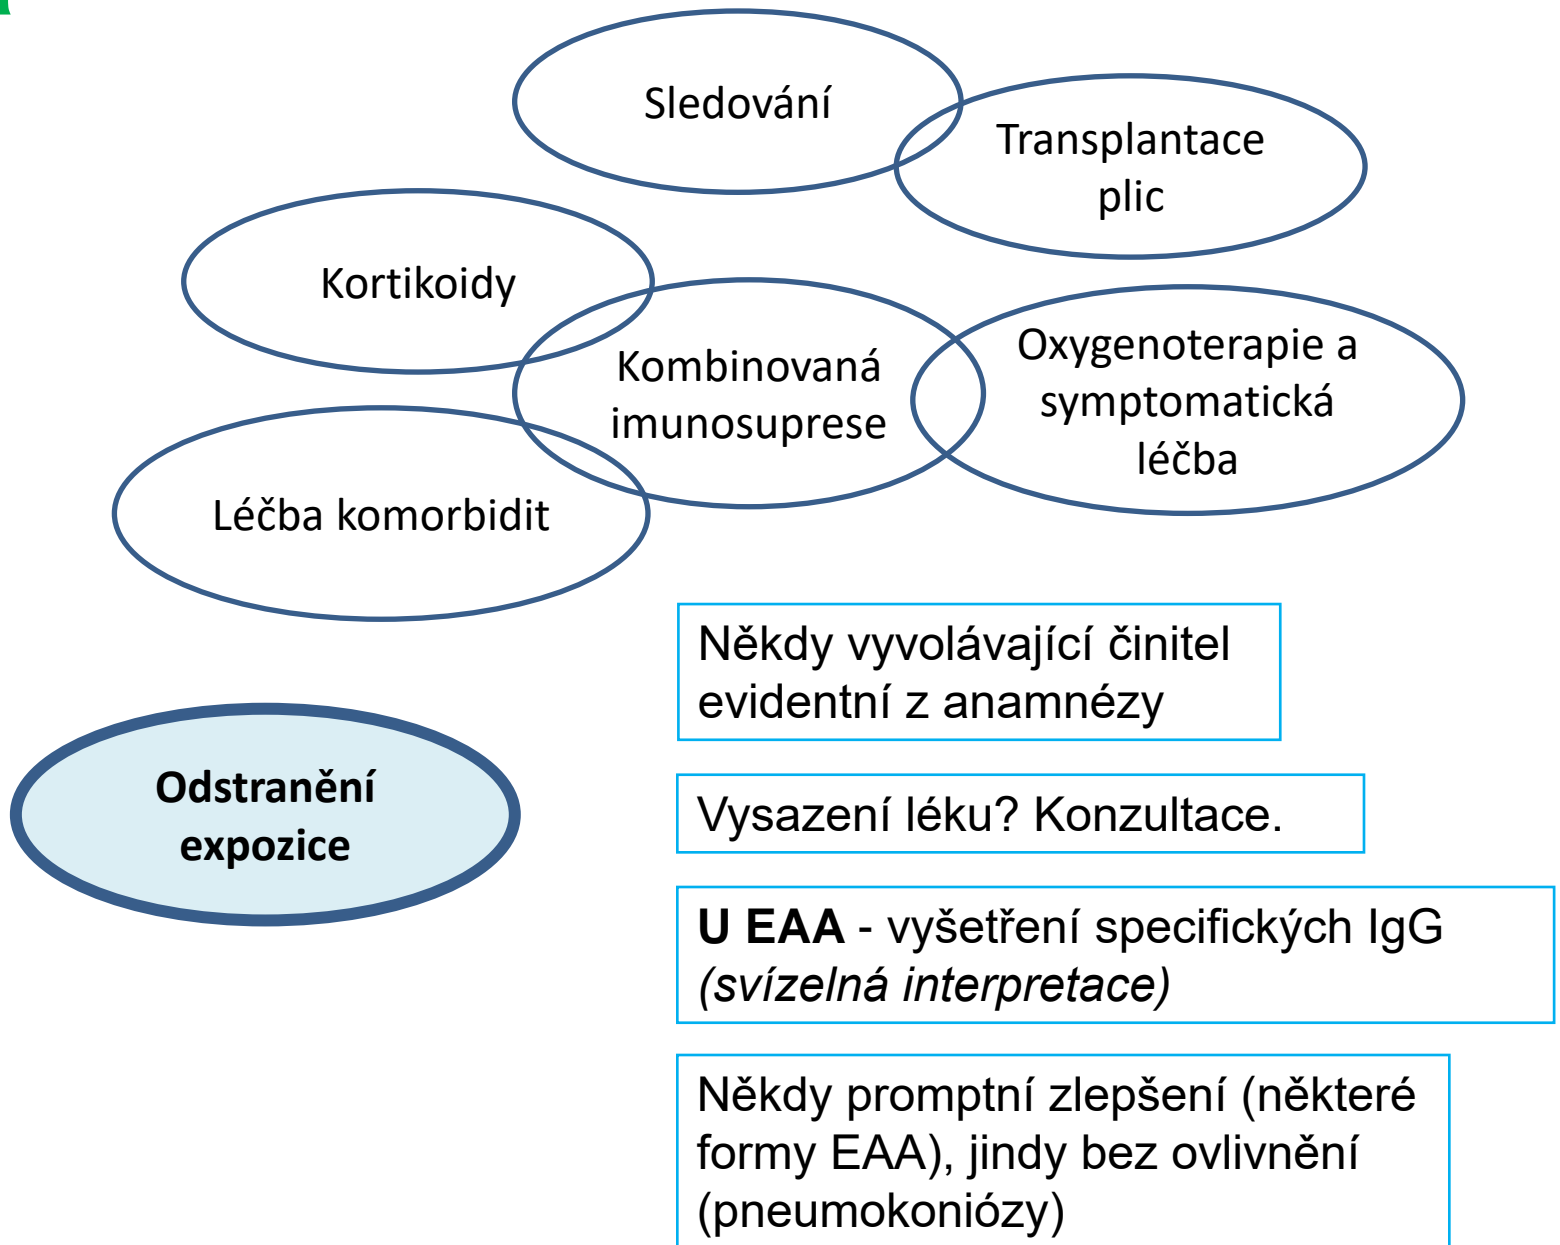 Sledování
Transplantace
plic
Kortikoidy
Kombinovaná
imunosuprese
Oxygenoterapie a
symptomatická
léčba
Léčba komorbidit
Odstranění
expozice
Někdy vyvolávající činitel
evidentní z anamnézy
Vysazení léku? Konzultace.
U EAA - vyšetření specifických IgG
(svízelná interpretace)
Někdy promptní zlepšení (některé
formy EAA), jindy bez ovlivnění
(pneumokoniózy)